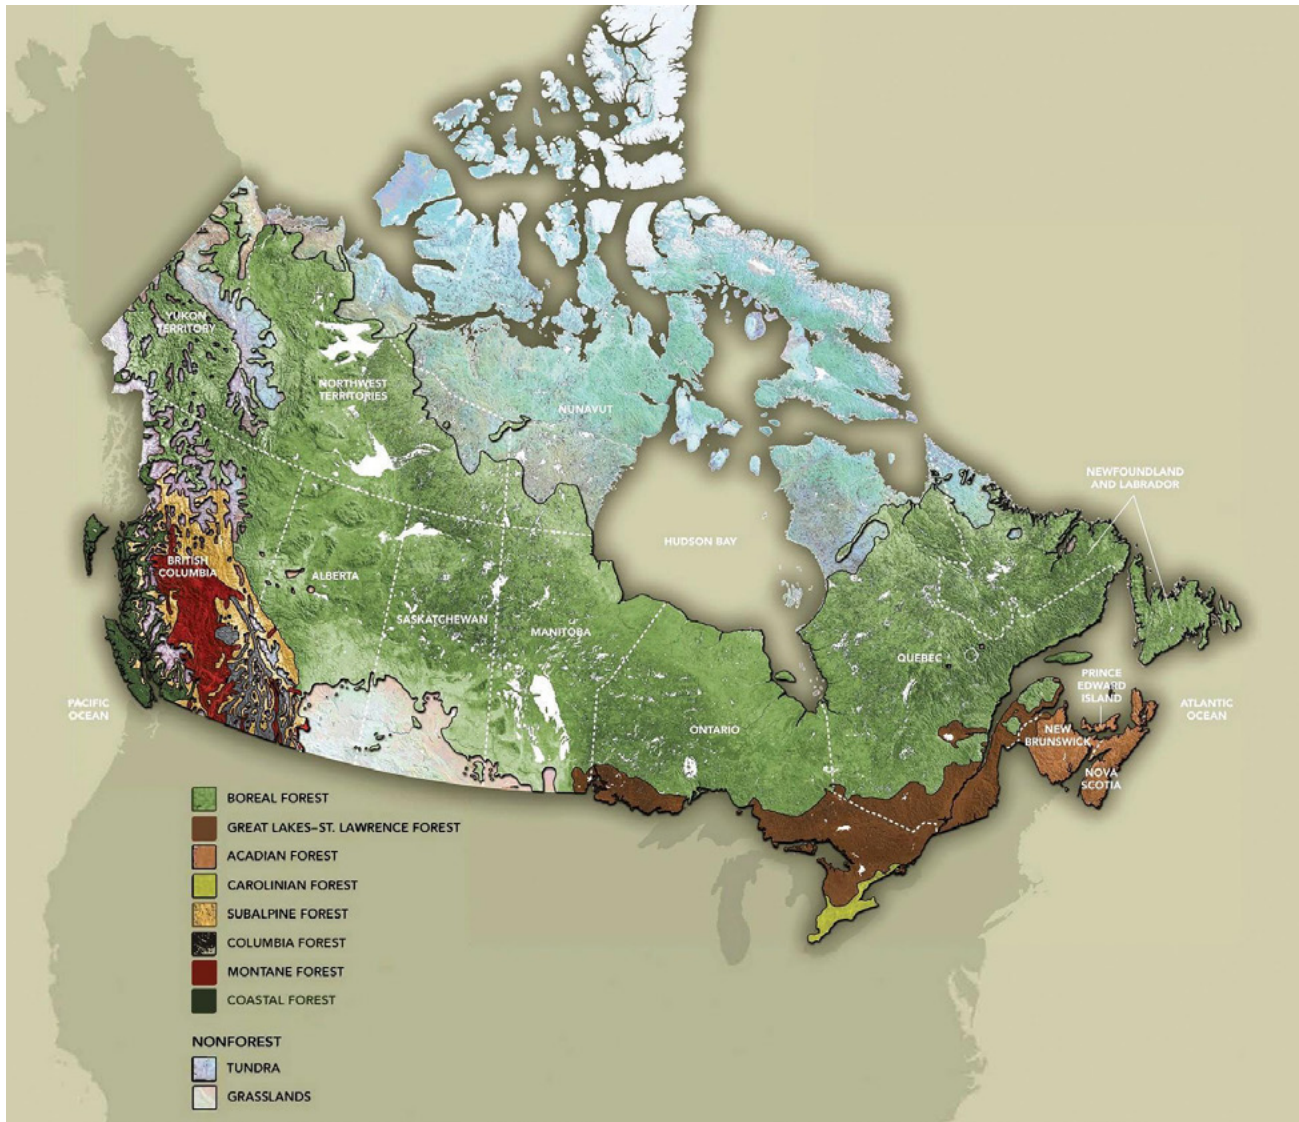 YUKON
TERRITORY
NORTHWEST
TERRITORIES
NUNAVUT
NEWFOUNDLAND
AND LABRADOR
HUDSON BAY
BRITISH
COLUMBIA
ALBERTA
SASKATCHEWAN
MANITOBA
QUEBEC
PRINCE
EDWARD
ISLAND
PACIFIC
OCEAN
ATLANTIC
OCEAN
ONTARIO
NEW
BRUNSWICK
NOVA
SCOTIA
BOREAL FOREST
GREAT LAKES–ST. LAWRENCE FOREST
ACADIAN FOREST
CAROLINIAN FOREST
SUBALPINE FOREST
COLUMBIA FOREST
MONTANE FOREST
COASTAL FOREST
NONFOREST
TUNDRA
GRASSLANDS